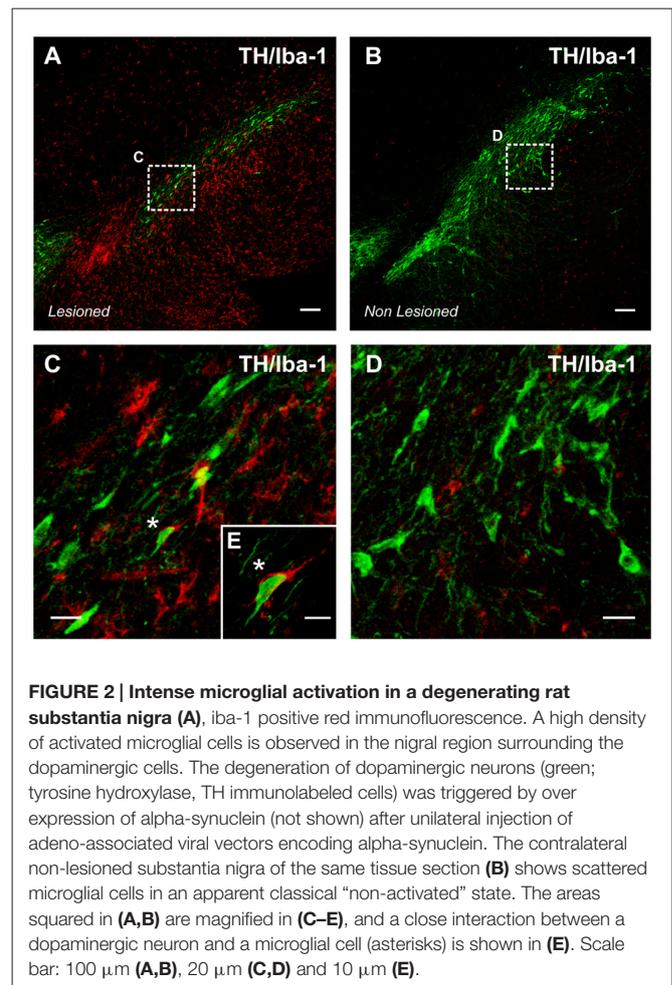 A TH/Iba-1
C
Lesioned
B TH/Iba-1
D
Non Lesioned
C TH/Iba-1
*
E
*
D TH/Iba-1
FIGURE 2 | Intense microglial activation in a degenerating rat
substantia nigra (A), iba-1 positive red immunofluorescence. A high density
of activated microglial cells is observed in the nigral region surrounding the
dopaminergic cells. The degeneration of dopaminergic neurons (green;
tyrosine hydroxylase, TH immunolabeled cells) was triggered by over
expression of alpha-synuclein (not shown) after unilateral injection of
adeno-associated viral vectors encoding alpha-synuclein. The contralateral
non-lesioned substantia nigra of the same tissue section (B) shows scattered
microglial cells in an apparent classical “non-activated” state. The areas
squared in (A,B) are magnified in (C–E), and a close interaction between a
dopaminergic neuron and a microglial cell (asterisks) is shown in (E). Scale
bar: 100 μm (A,B), 20 μm (C,D) and 10 μm (E).